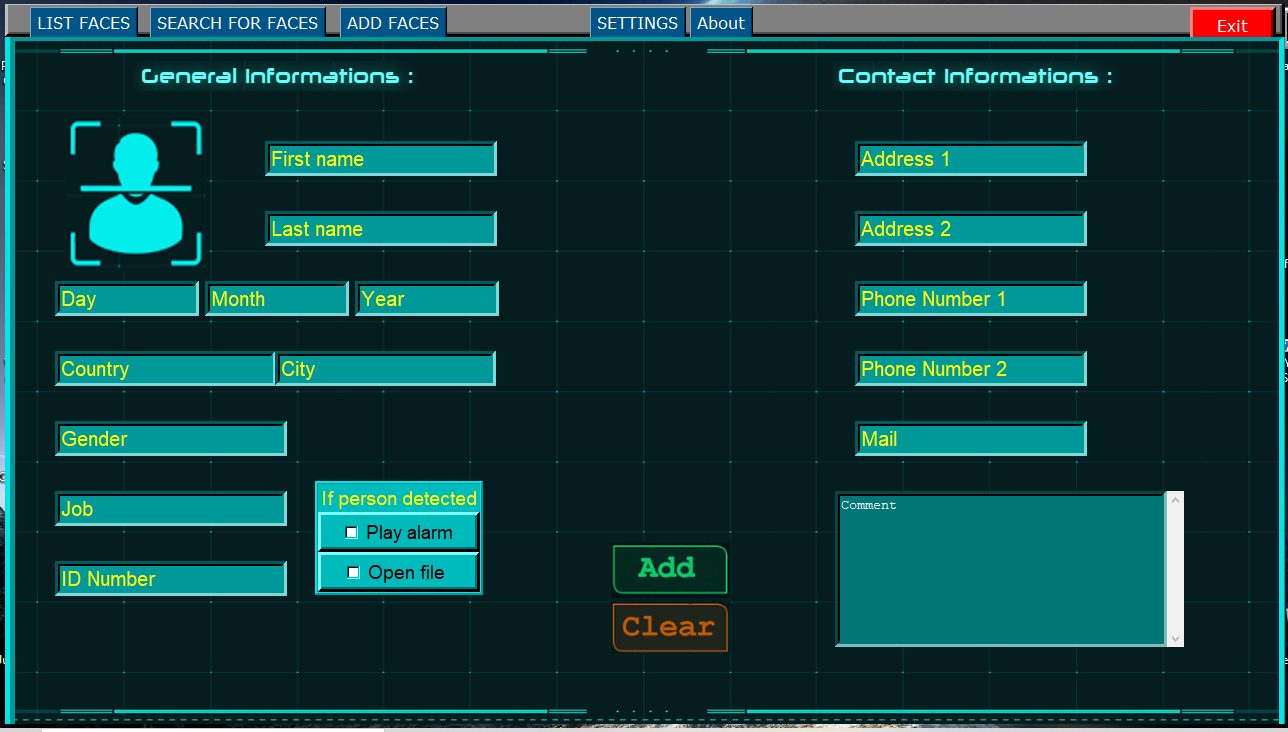 LIST FACES SEARCH FOR FACES ADD FACES SETTINGS About Exit
General Informations :
Contact Informations :
First name
Last name
Day Month Year
Country City
Gender
Job
ID Number
If person detected
Play alarm
Open file
Add
Clear
Address 1
Address 2
Phone Number 1
Phone Number 2
Mail
Comment